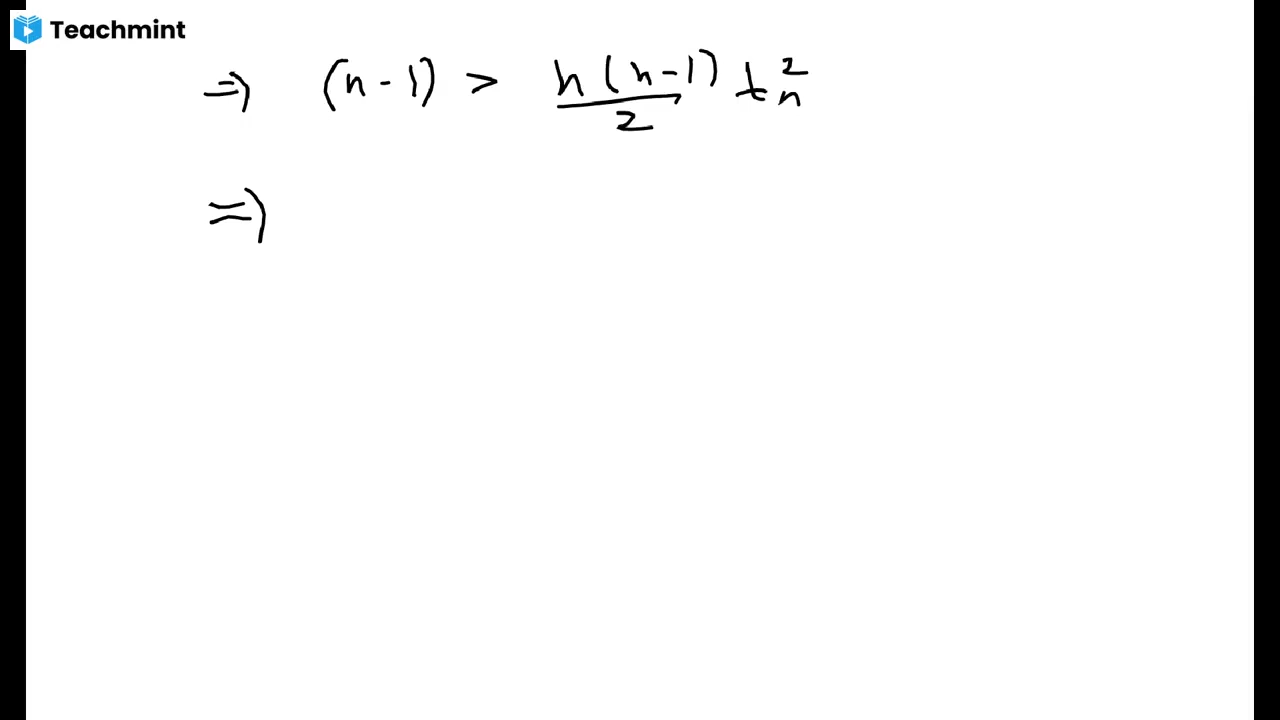 Teachmint
⇒ (n - 1) > n(n-1)/2 t_n^2
⇒